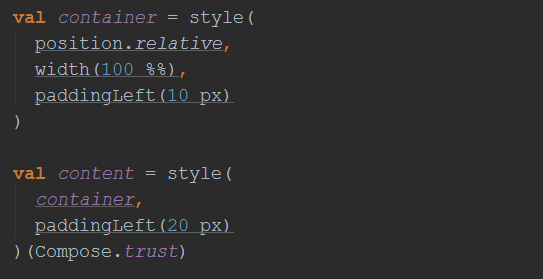 val container = style(
  position.relative,
  width(100 %%),
  paddingLeft(10 px)
)

val content = style(
  container,
  paddingLeft(20 px)
)(Compose.trust)